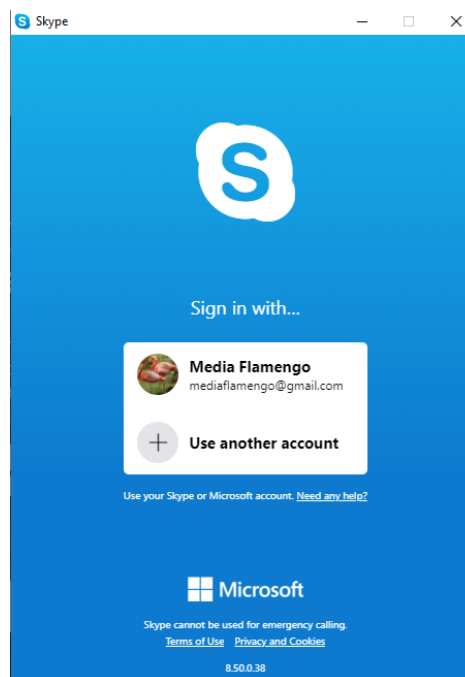 Skype
Sign in with...
Media Flamengo
mediaflamengo@gmail.com
Use another account
Use your Skype or Microsoft account. Need any help?
Microsoft
Skype cannot be used for emergency calling.
Terms of Use Privacy and Cookies
8.50.0.38